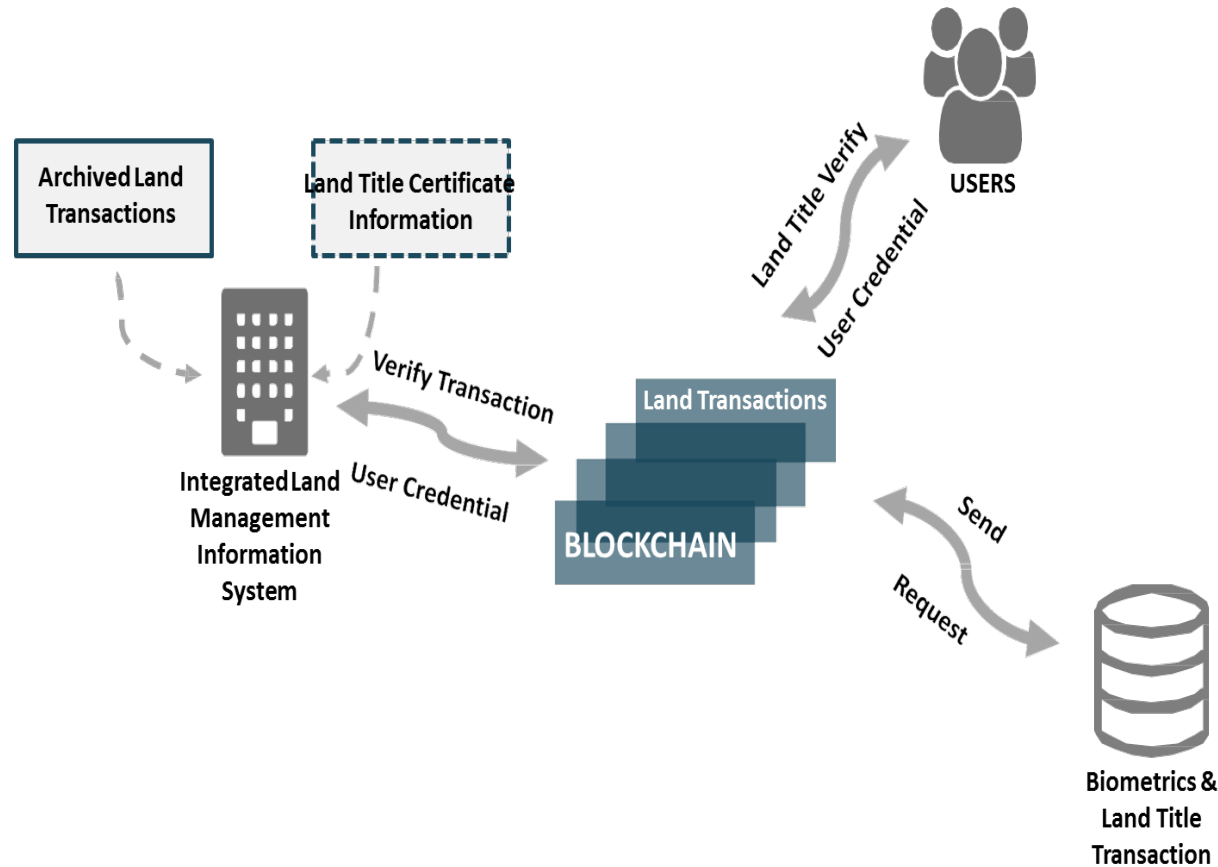 USERS
Archived Land
Transactions
Land Title Certificate
Information
Land Title Verify
User Credential
Verify Transaction
User Credential
Integrated Land
Management
Information
System
Land Transactions
BLOCKCHAIN
Send
Request
Biometrics &
Land Title
Transaction